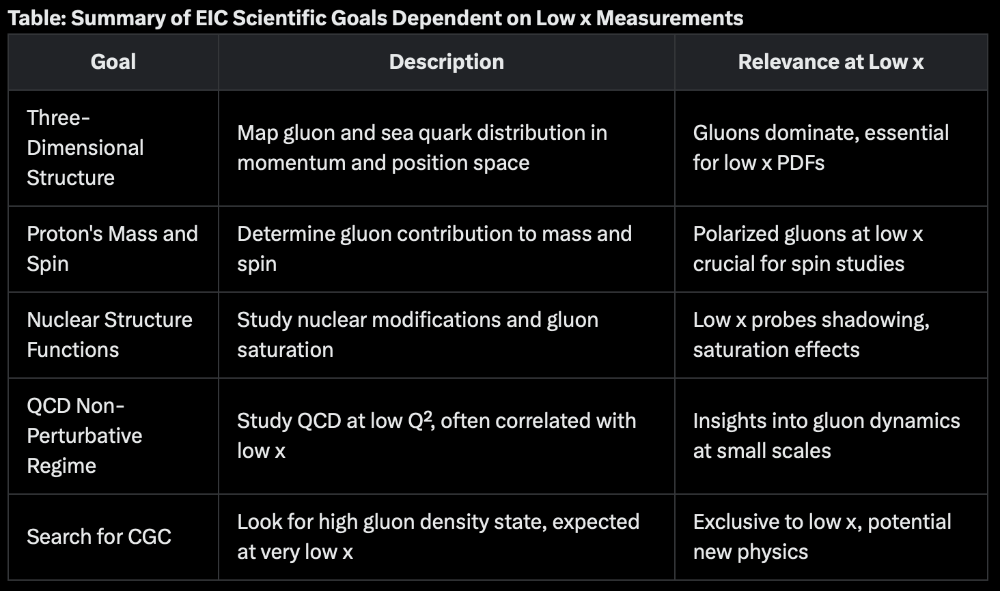 Table: Summary of EIC Scientific Goals Dependent on Low x Measurements
Goal
Description
Relevance at Low x
Three-
Dimensional
Structure
Map gluon and sea quark distribution in
momentum and position space
Gluons dominate, essential
for low x PDFs
Proton's Mass and
Spin
Determine gluon contribution to mass and
spin
Polarized gluons at low x
crucial for spin studies
Nuclear Structure
Functions
Study nuclear modifications and gluon
saturation
Low x probes shadowing,
saturation effects
QCD Non-
Perturbative
Regime
Study QCD at low Q², often correlated with
low x
Insights into gluon dynamics
at small scales
Search for CGC
Look for high gluon density state, expected
at very low x
Exclusive to low x, potential
new physics